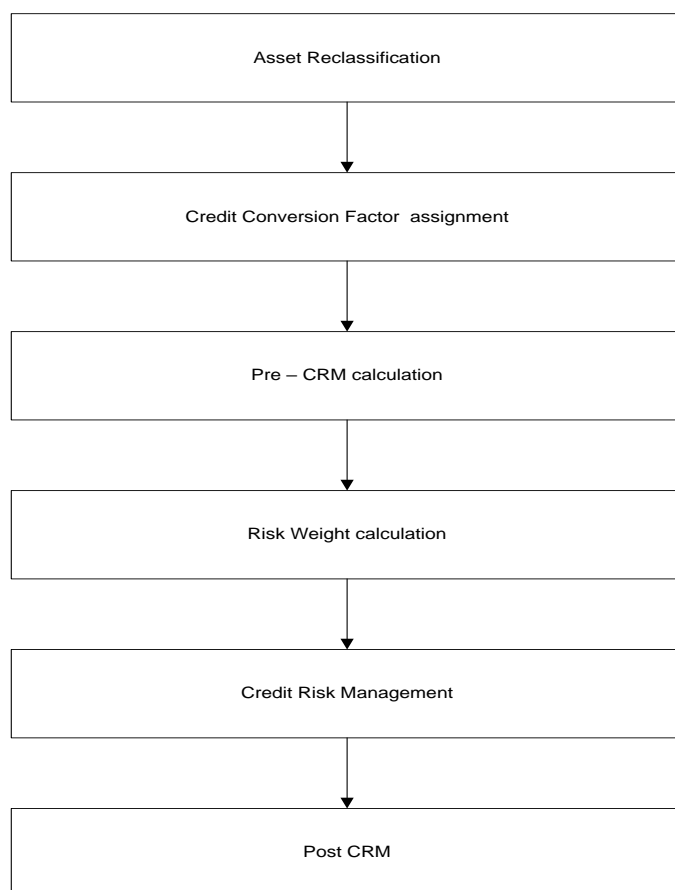 Asset Reclassification
Credit Conversion Factor  assignment
Pre – CRM calculation
Risk Weight calculation
Credit Risk Management
Post CRM